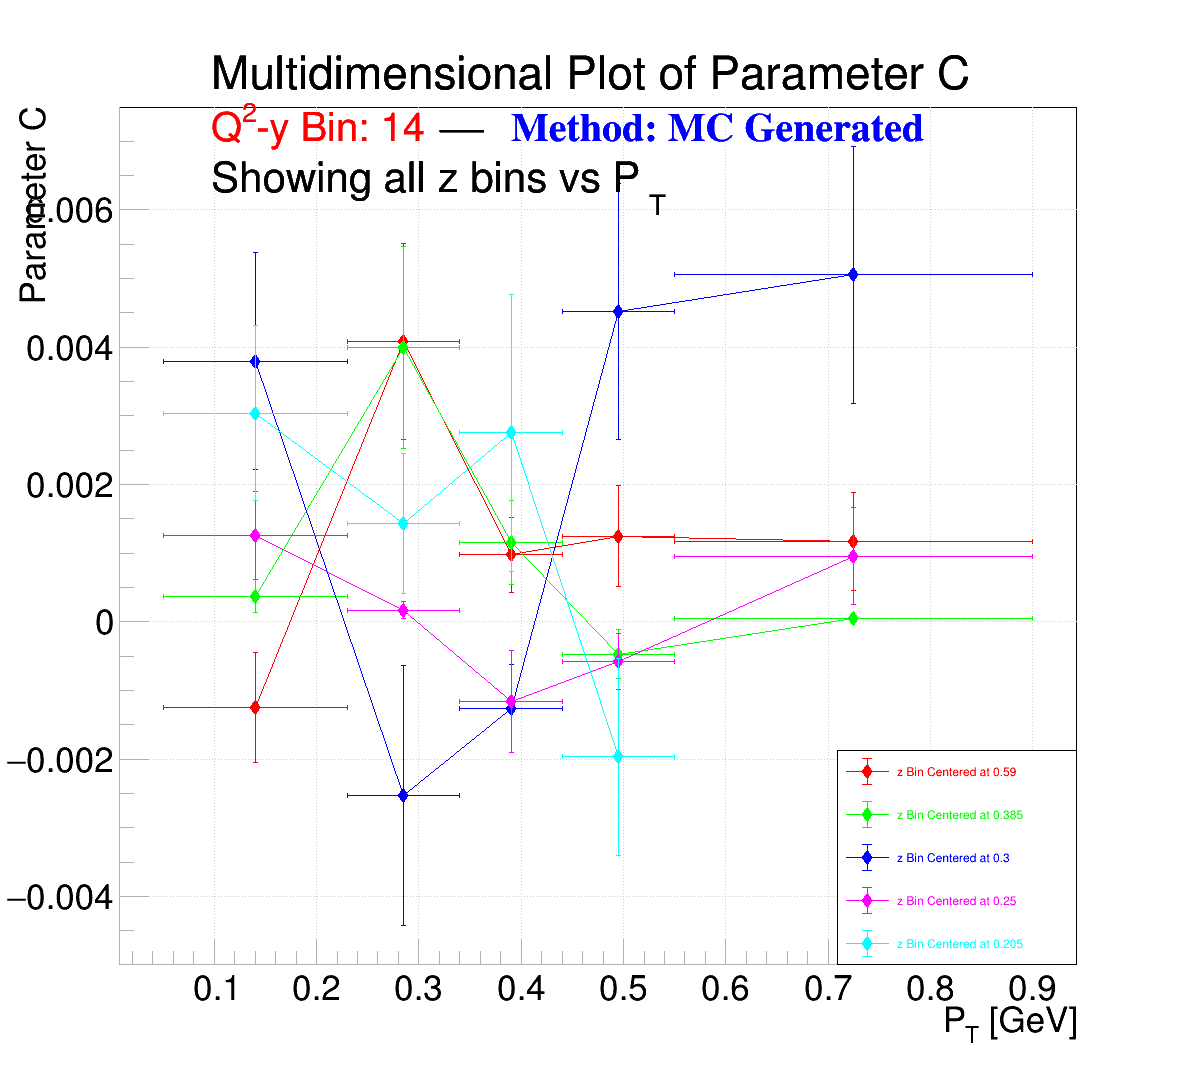 Multidimensional Plot of Parameter C
Q2-y Bin: 14 — Method: MC Generated
Showing all z bins vs P T
Parameter C
0.006
0.004
0.002
0
−0.002
−0.004
z Bin Centered at 0.59
z Bin Centered at 0.385
z Bin Centered at 0.3
z Bin Centered at 0.25
z Bin Centered at 0.205
0.1 0.2 0.3 0.4 0.5 0.6 0.7 0.8 0.9
PT [GeV]